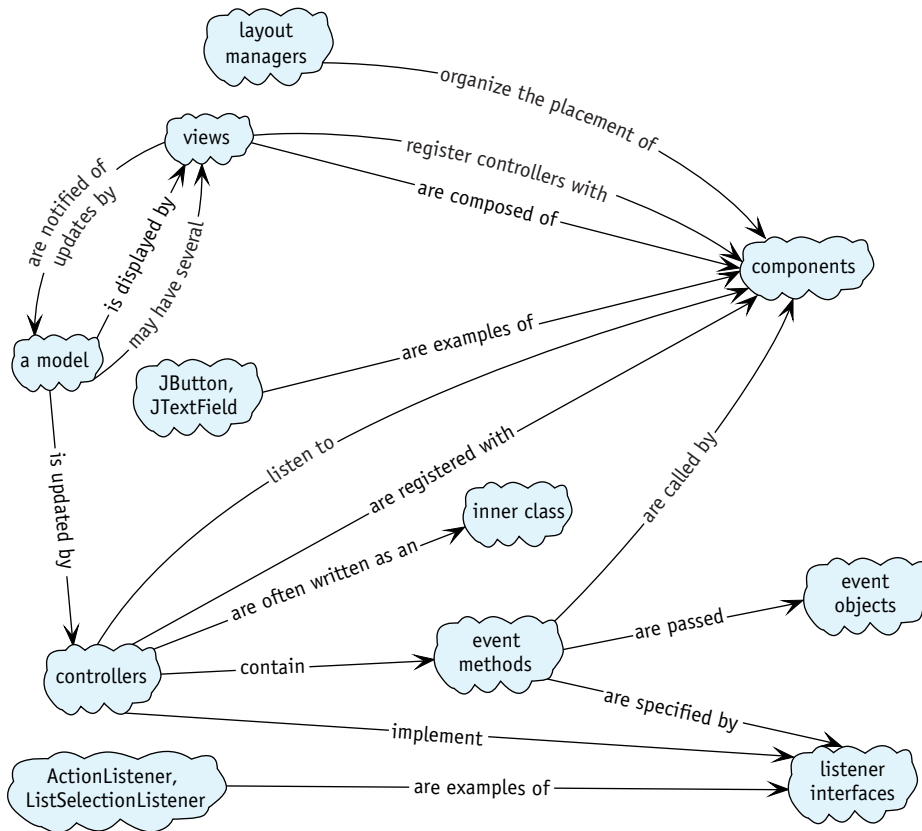 layout
managers
organize the placement of
views
register controllers with
are composed of
are notified of
updates by
is displayed by
may have several
components
a model
are examples of
JButton,
JTextField
listen to
are registered with
is updated by
inner class
are often written as an
are called by
event
objects
are passed
event
methods
contain
controllers
are specified by
implement
ActionListener,
ListSelectionListener
are examples of
listener
interfaces